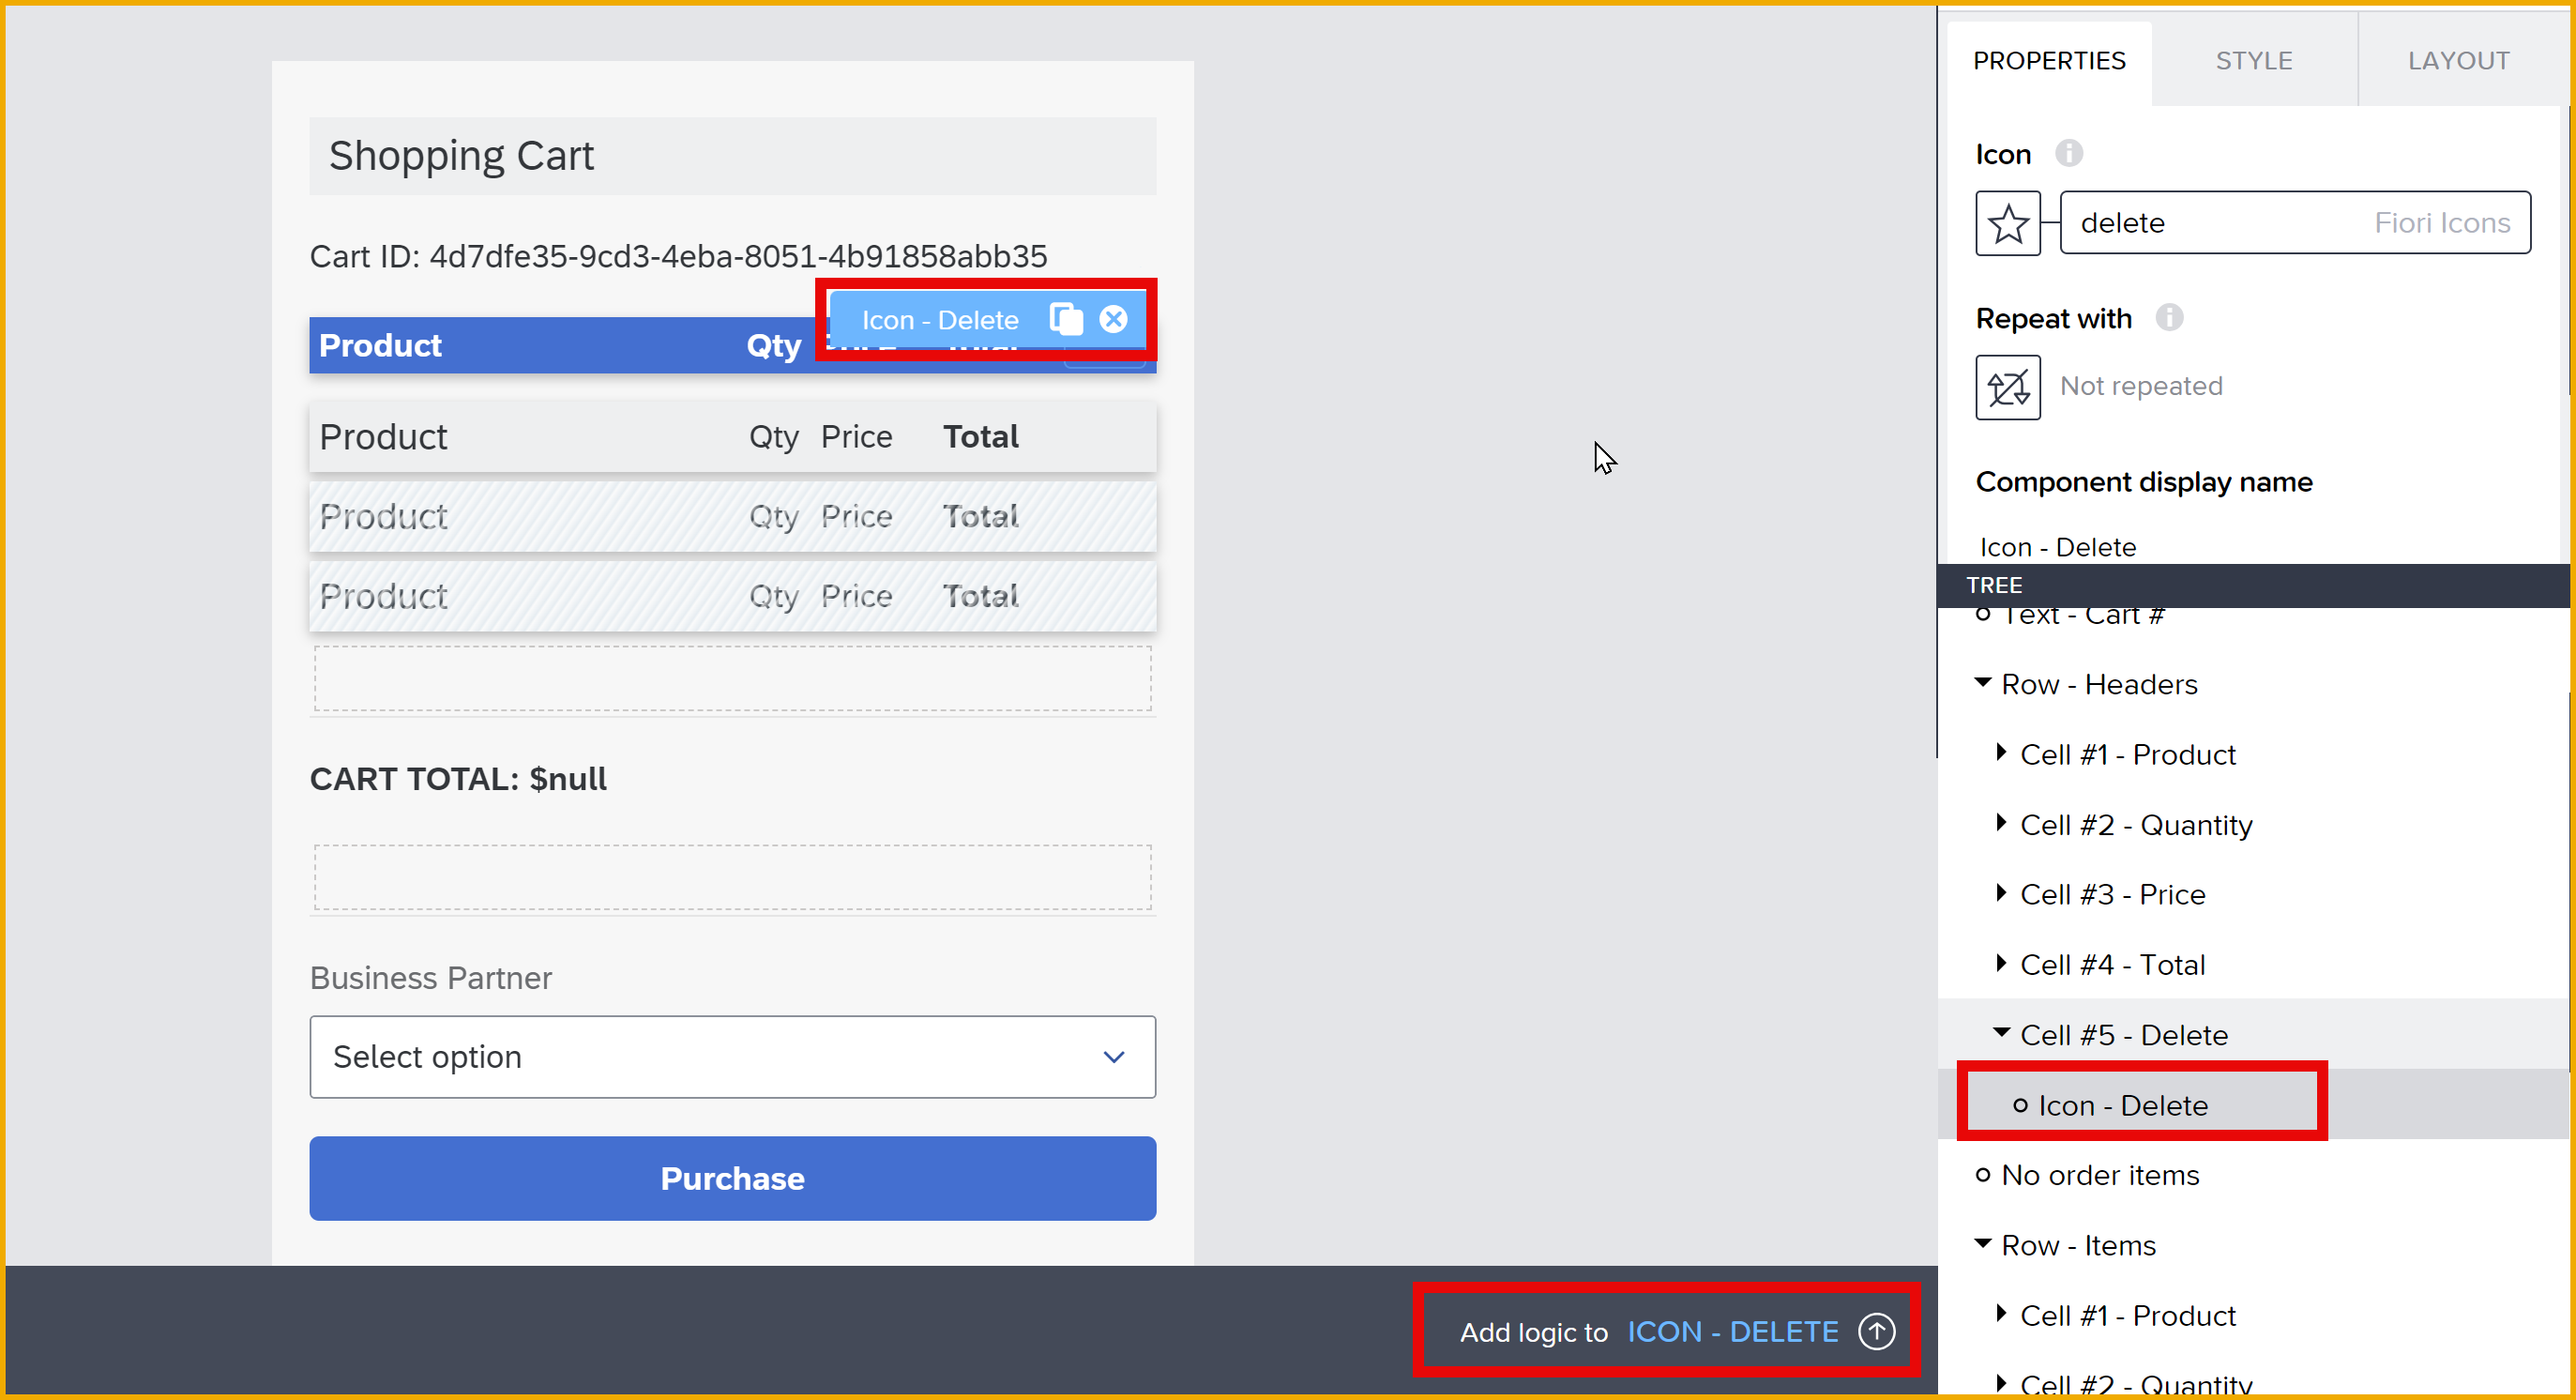 Shopping Cart
Cart ID: 4d7dfe35-9cd3-4eba-8051-4b91858abb35
Icon - Delete
Product Qty Price Total
Product Qty Price Total
Product Qty Price Total
Product Qty Price Total
CART TOTAL: $null
Business Partner
Select option
Purchase
Add logic to ICON - DELETE
PROPERTIES STYLE LAYOUT
Icon
delete Fiori Icons
Repeat with
Not repeated
Component display name
Icon - Delete
TREE
Text - Cart #
Row - Headers
Cell #1 - Product
Cell #2 - Quantity
Cell #3 - Price
Cell #4 - Total
Cell #5 - Delete
Icon - Delete
No order items
Row - Items
Cell #1 - Product
Cell #2 - Quantity